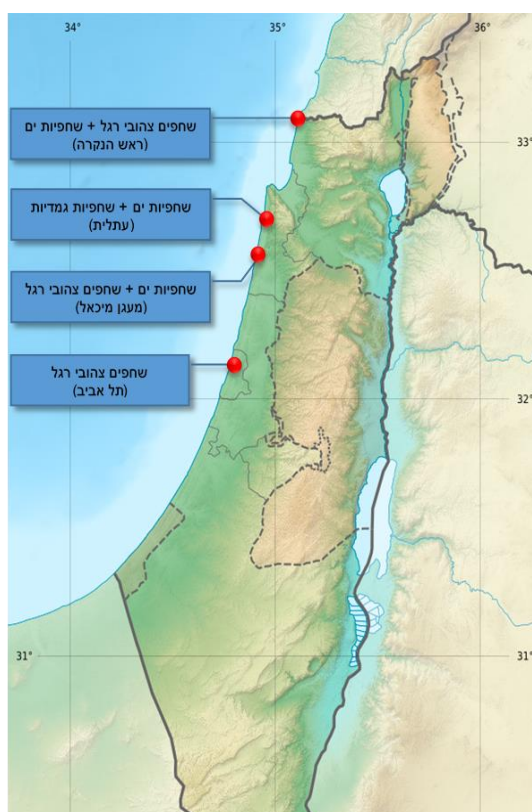 34°
35°
36°
שחפים צהובי רגל + שחפיות ים
(ראש הנקרה)
33°
שחפיות ים + שחפיות גמדיות
(עתלית)
שחפיות ים + שחפים צהובי רגל
(מעגן מיכאל)
שחפים צהובי רגל
(תל אביב)
32°
31°
31°